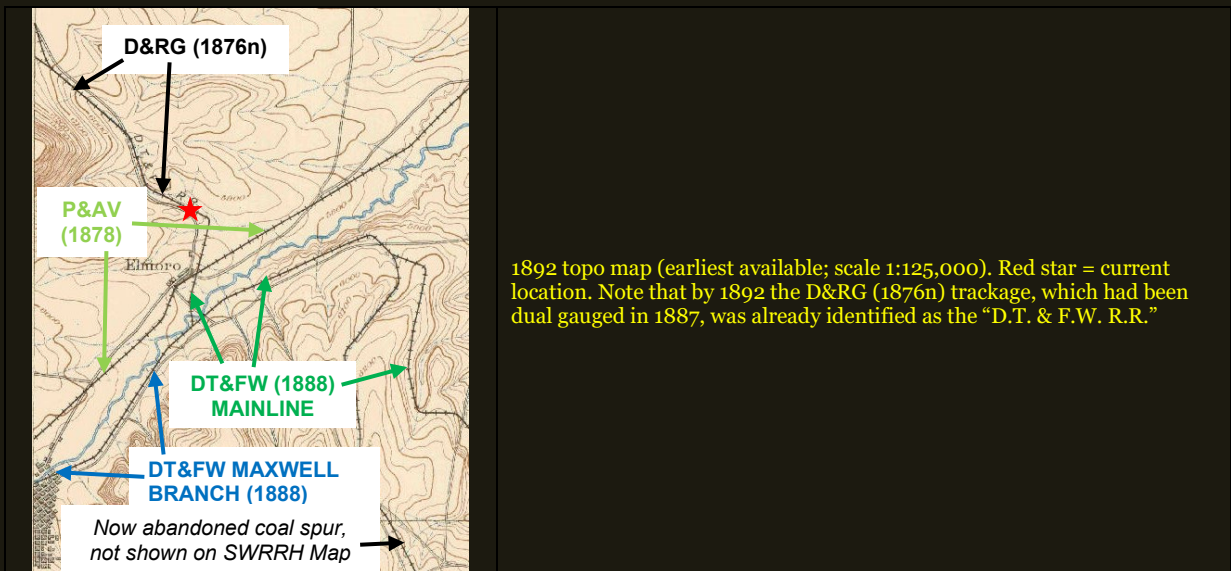 D&RG (1876n)
D.T. & F.W. R.R.
5900
P&AV
(1878)
Elmoro
DT&FW (1888)
MAINLINE
DT&FW MAXWELL
BRANCH (1888)
Now abandoned coal spur,
not shown on SWRRH Map
1892 topo map (earliest available; scale 1:125,000). Red star = current
location. Note that by 1892 the D&RG (1876n) trackage, which had been
dual gauged in 1887, was already identified as the “D.T. & F.W. R.R.”